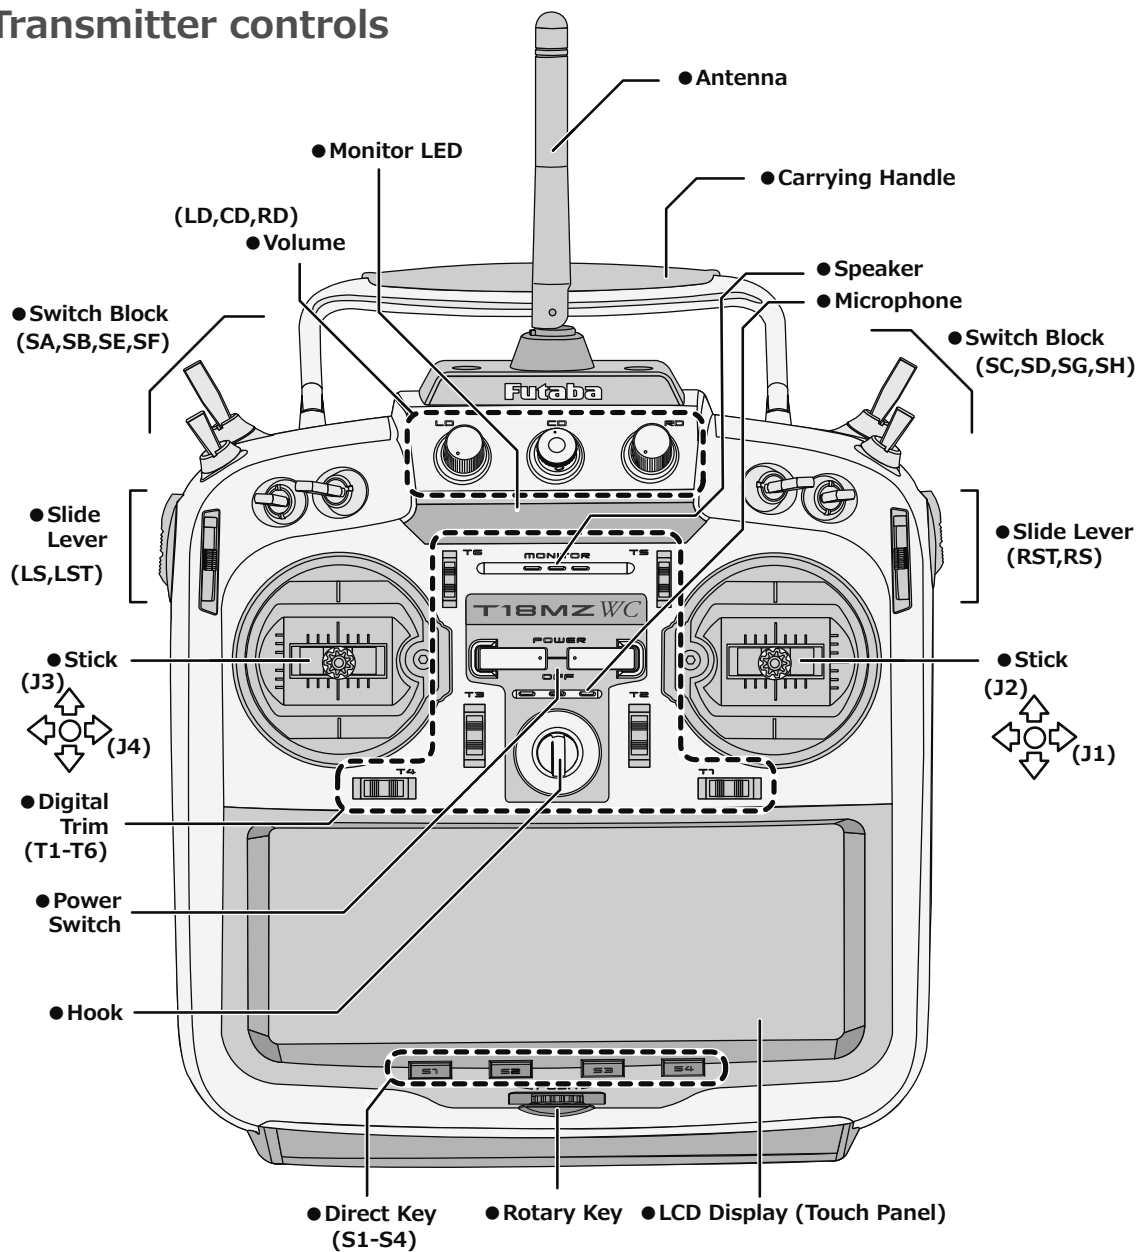 Transmitter controls
●Antenna
●Monitor LED
●Carrying Handle
(LD,CD,RD)
●Volume
●Speaker
●Microphone
●Switch Block
(SA,SB,SE,SF)
●Switch Block
(SC,SD,SG,SH)
Futaba
LD
CD
RD
●Slide
Lever
(LS,LST)
●Slide Lever
(RST,RS)
T6
MONITOR
T5
T18MZ WC
POWER
OFF
●Stick
(J3)
(J4)
●Stick
(J2)
(J1)
T3
T2
T4
T1
●Digital
Trim
(T1-T6)
●Power
Switch
●Hook
S1
S2
S3
S4
●Direct Key
(S1-S4)
●Rotary Key
●LCD Display (Touch Panel)